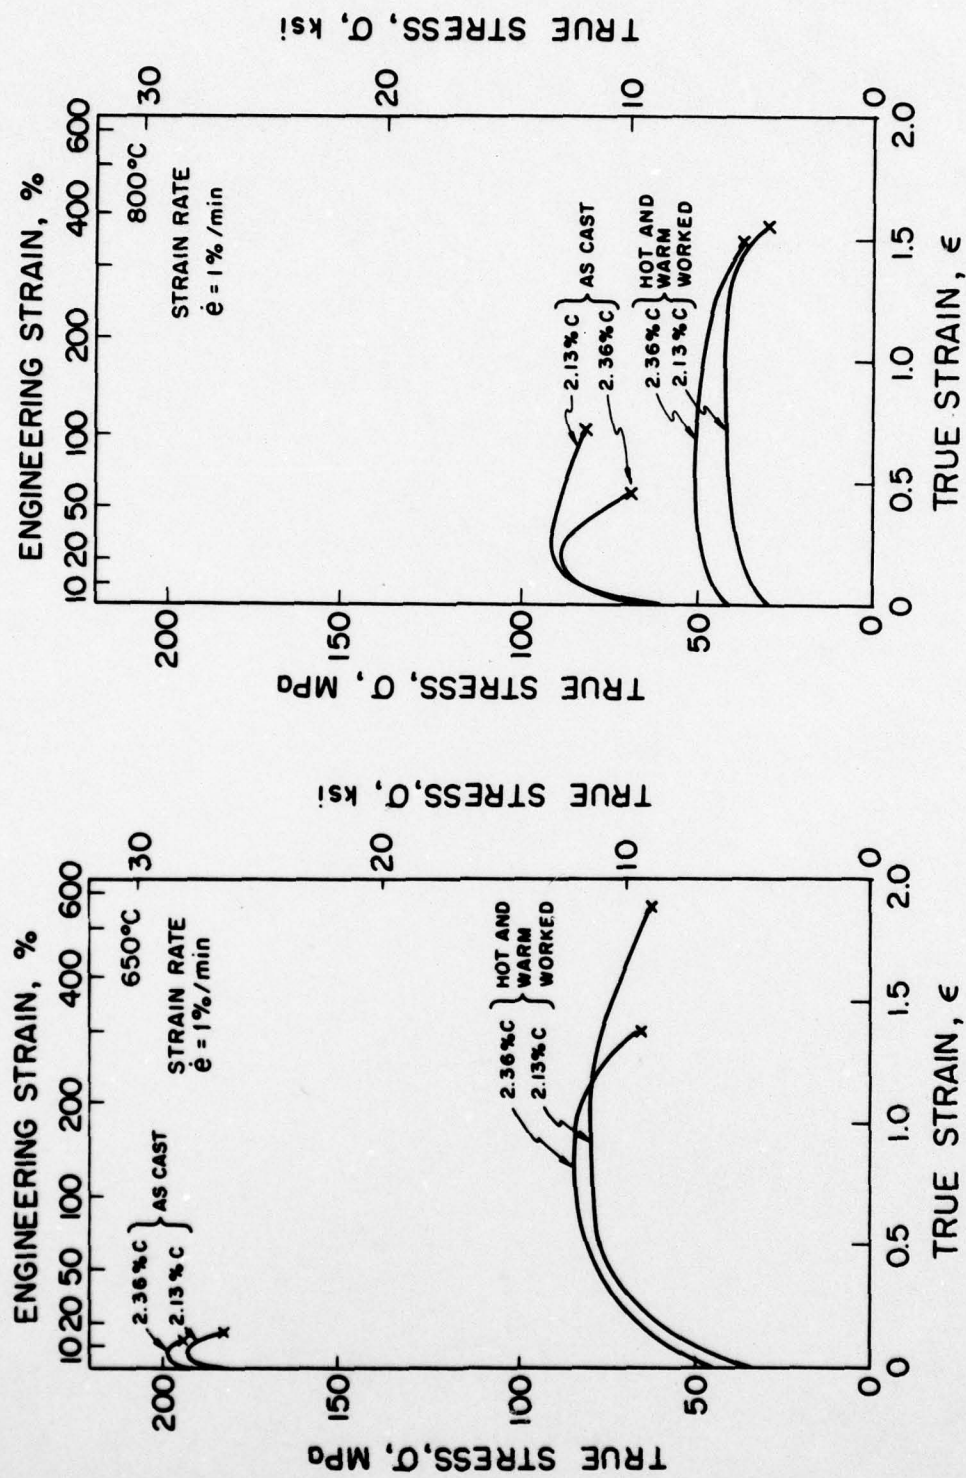 ENGINEERING STRAIN, %
10 20 50 100 200 400 600
650°C
STRAIN RATE
ė = 1%/min
2.36%C
2.13%C
AS CAST
2.36%C
2.13%C
HOT AND
WARM
WORKED
TRUE STRESS, σ, MPa
200
150
100
50
0
TRUE STRESS, σ, ksi
30
20
10
0
0 0.5 1.0 1.5 2.0
TRUE STRAIN, ε
ENGINEERING STRAIN, %
10 20 50 100 200 400 600
800°C
STRAIN RATE
ė = 1%/min
2.13%C
2.36%C
AS CAST
2.36%C
2.13%C
HOT AND
WARM
WORKED
TRUE STRESS, σ, MPa
200
150
100
50
0
TRUE STRESS, σ, ksi
30
20
10
0
0 0.5 1.0 1.5 2.0
TRUE STRAIN, ε